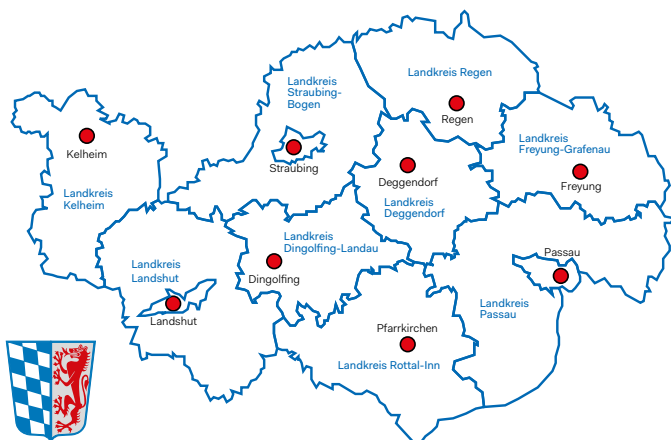 Landkreis Regen
Regen
Landkreis
Straubing-
Bogen
Straubing
Kelheim
Landkreis
Kelheim
Landkreis
Freyung-Grafenau
Freyung
Deggendorf
Landkreis
Deggendorf
Landkreis
Dingolfing-Landau
Dingolfing
Passau
Landkreis
Passau
Landkreis
Landshut
Landshut
Pfarrkirchen
Landkreis Rottal-Inn